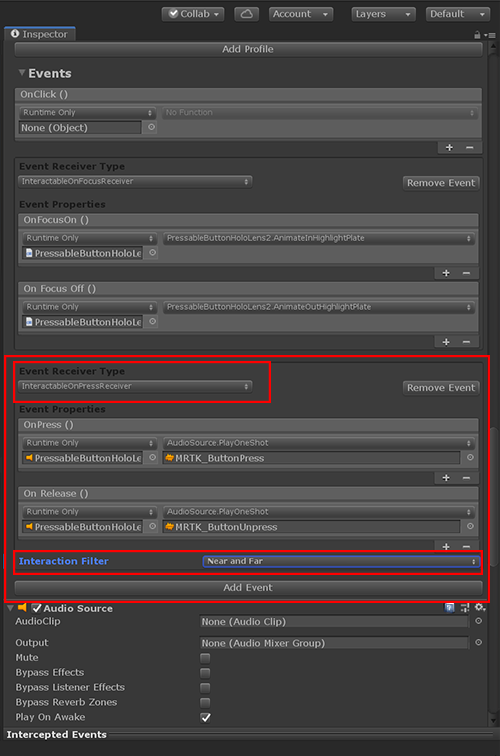 Collab Account Layers Default
Inspector
Add Profile
Events
OnClick ()
Runtime Only No Function
None (Object)
+ −
Event Receiver Type
InteractableOnFocusReceiver Remove Event
Event Properties
OnFocusOn ()
Runtime Only PressableButtonHoloLens2.AnimateInHighlightPlate
PressableButtonHoloLe
+ −
On Focus Off ()
Runtime Only PressableButtonHoloLens2.AnimateOutHighlightPlate
PressableButtonHoloLe
+ −
Event Receiver Type
InteractableOnPressReceiver Remove Event
Event Properties
OnPress ()
Runtime Only AudioSource.PlayOneShot
PressableButtonHoloLe MRTK_ButtonPress
+ −
On Release ()
Runtime Only AudioSource.PlayOneShot
PressableButtonHoloLe MRTK_ButtonUnpress
+ −
Interaction Filter Near and Far
Add Event
Audio Source
AudioClip None (Audio Clip)
Output None (Audio Mixer Group)
Mute
Bypass Effects
Bypass Listener Effects
Bypass Reverb Zones
Play On Awake
Intercepted Events